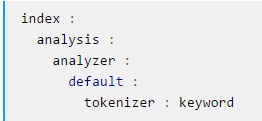 index :
  analysis :
    analyzer :
      default :
        tokenizer : keyword